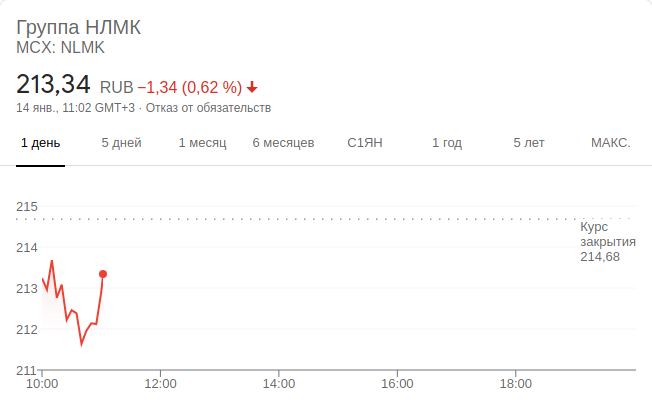 Группа НЛМК
MCX: NLMK
213,34 RUB −1,34 (0,62 %)
14 янв., 11:02 GMT+3 · Отказ от обязательств
1 день 5 дней 1 месяц 6 месяцев С1ЯН 1 год 5 лет МАКС.
215
Курс
214 закрытия
214,68
213
212
211
10:00 12:00 14:00 16:00 18:00